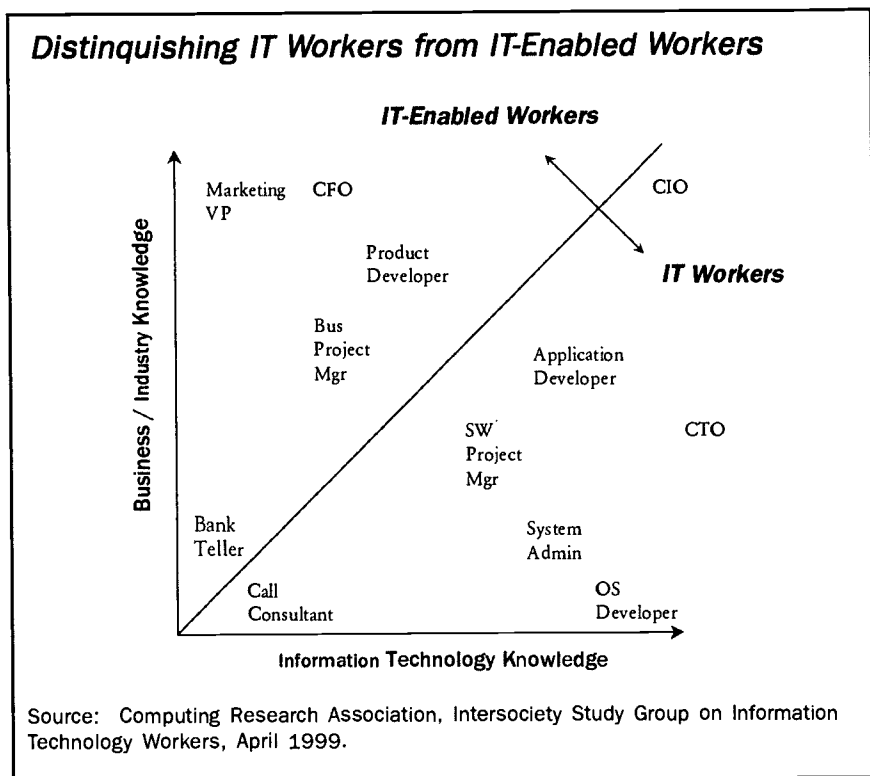 Distinquishing IT Workers from IT-Enabled Workers
IT-Enabled Workers
Marketing
VP
CFO
CIO
Product
Developer
IT Workers
Bus
Project
Mgr
Application
Developer
SW
Project
Mgr
CTO
Bank
Teller
System
Admin
Call
Consultant
OS
Developer
Business / Industry Knowledge
Information Technology Knowledge
Source: Computing Research Association, Intersociety Study Group on Information
Technology Workers, April 1999.